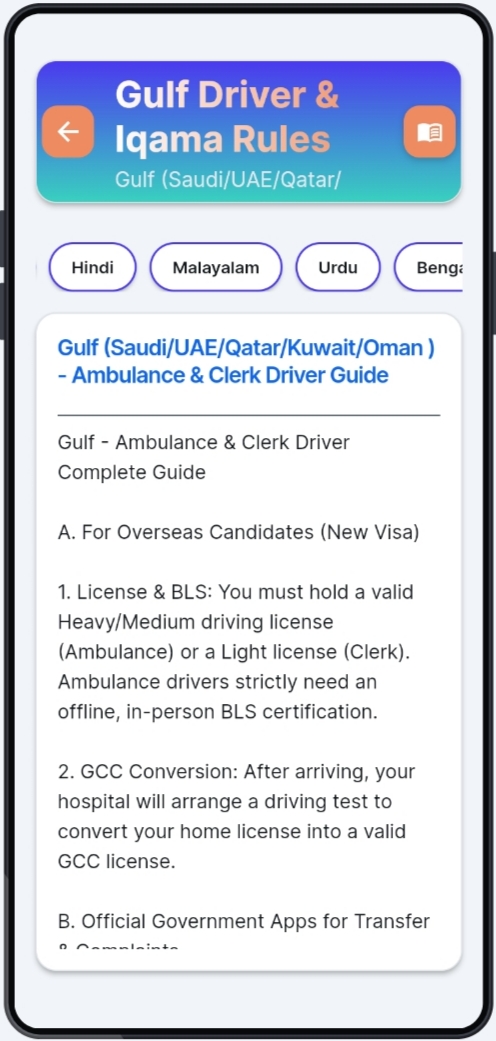 Gulf Driver &
Iqama Rules
Gulf (Saudi/UAE/Qatar/
Hindi
Malayalam
Urdu
Benga
Gulf (Saudi/UAE/Qatar/Kuwait/Oman )
- Ambulance & Clerk Driver Guide
Gulf - Ambulance & Clerk Driver
Complete Guide
A. For Overseas Candidates (New Visa)
1. License & BLS: You must hold a valid
Heavy/Medium driving license
(Ambulance) or a Light license (Clerk).
Ambulance drivers strictly need an
offline, in-person BLS certification.
2. GCC Conversion: After arriving, your
hospital will arrange a driving test to
convert your home license into a valid
GCC license.
B. Official Government Apps for Transfer
& Complaints